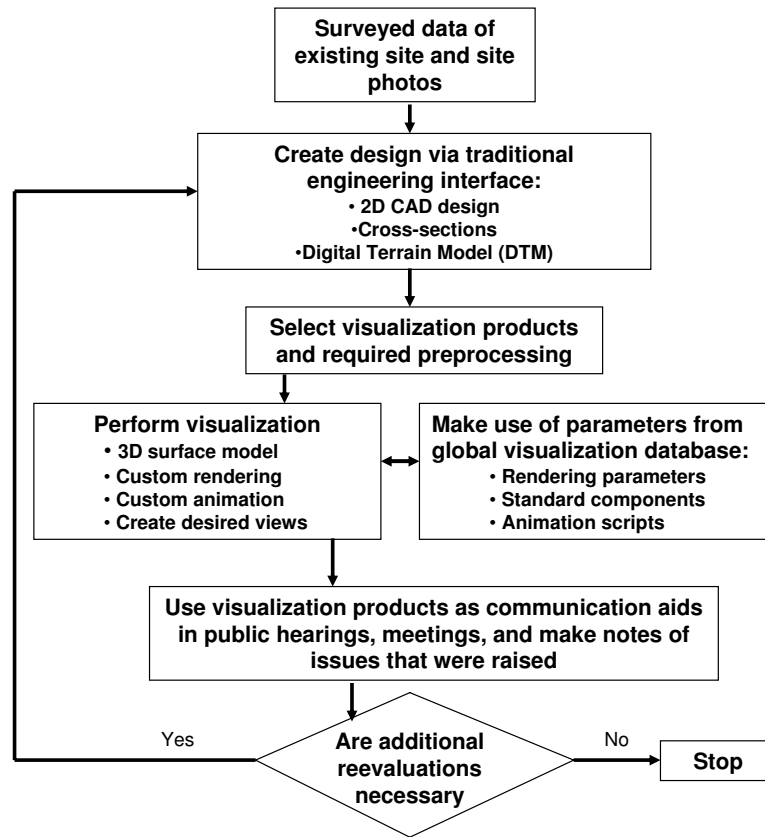 Surveyed data of
existing site and site
photos
Create design via traditional
engineering interface:
• 2D CAD design
•Cross-sections
•Digital Terrain Model (DTM)
Select visualization products
and required preprocessing
Perform visualization
• 3D surface model
• Custom rendering
• Custom animation
• Create desired views
Make use of parameters from
global visualization database:
• Rendering parameters
• Standard components
• Animation scripts
Use visualization products as communication aids
in public hearings, meetings, and make notes of
issues that were raised
Are additional
reevaluations
necessary
Yes
No
Stop